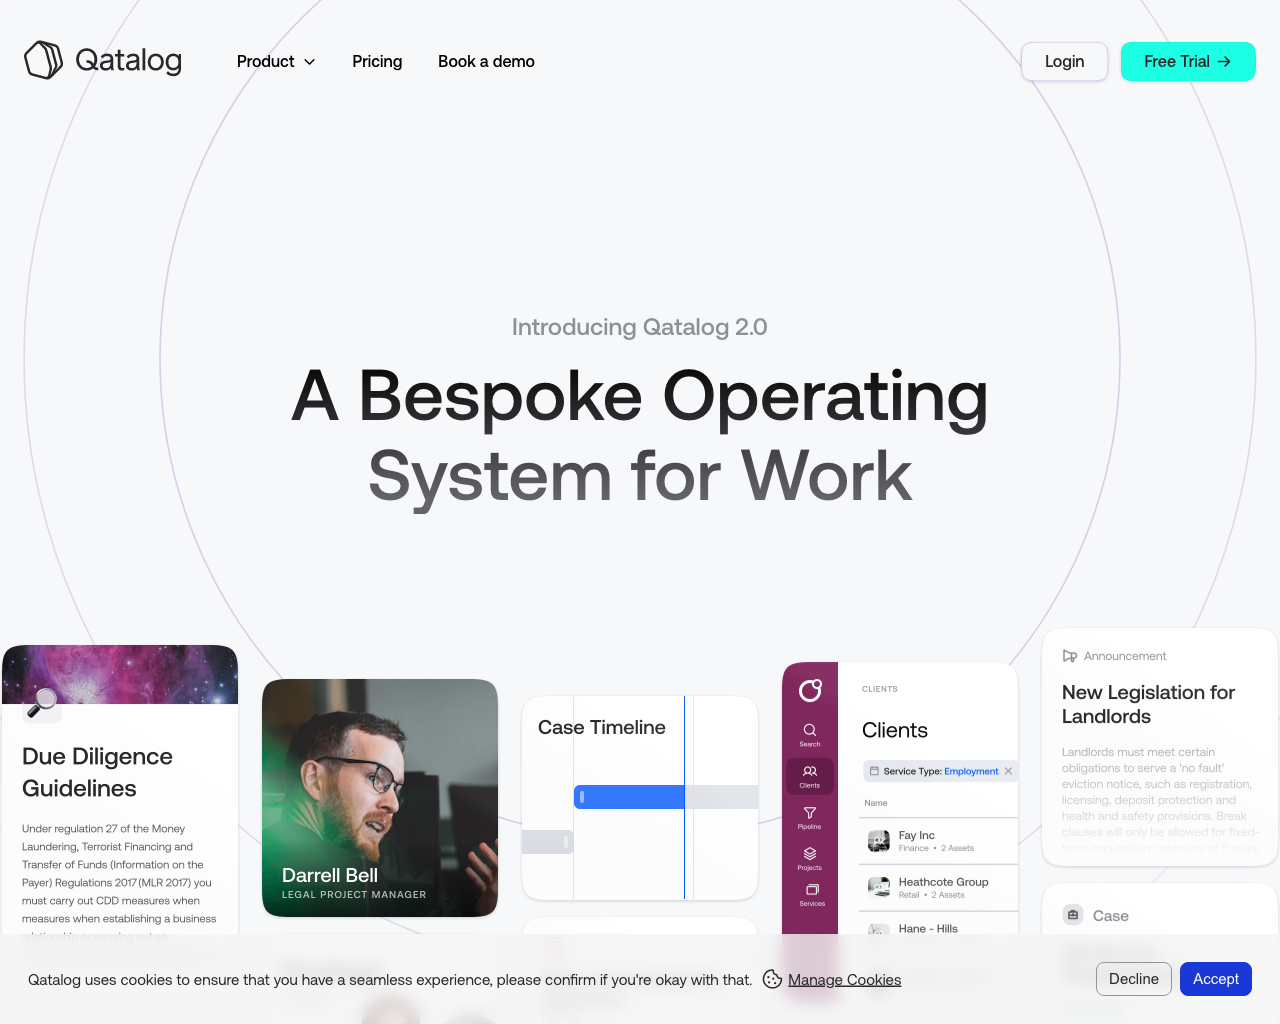 Qatalog
Product
Pricing
Book a demo
Login
Free Trial
Introducing Qatalog 2.0
A Bespoke Operating
System for Work
Due Diligence
Guidelines
Under regulation 27 of the Money
Laundering, Terrorist Financing and
Transfer of Funds (Information on the
Payer) Regulations 2017 (MLR 2017) you
must carry out CDD measures when
measures when establishing a business
relationship or carrying out an
Darrell Bell
LEGAL PROJECT MANAGER
Case Timeline
Search
Clients
Pipeline
Projects
Services
CLIENTS
Clients
Service Type: Employment
Name
Fay Inc
Finance • 2 Assets
Heathcote Group
Retail • 2 Assets
Hane - Hills
Announcement
New Legislation for
Landlords
Landlords must meet certain
obligations to serve a 'no fault'
eviction notice, such as registration,
licensing, deposit protection and
health and safety provisions. Break
clauses will only be allowed for fixed-
term occupation contracts of 2 years
Case
Qatalog uses cookies to ensure that you have a seamless experience, please confirm if you're okay with that.
Manage Cookies
Decline
Accept